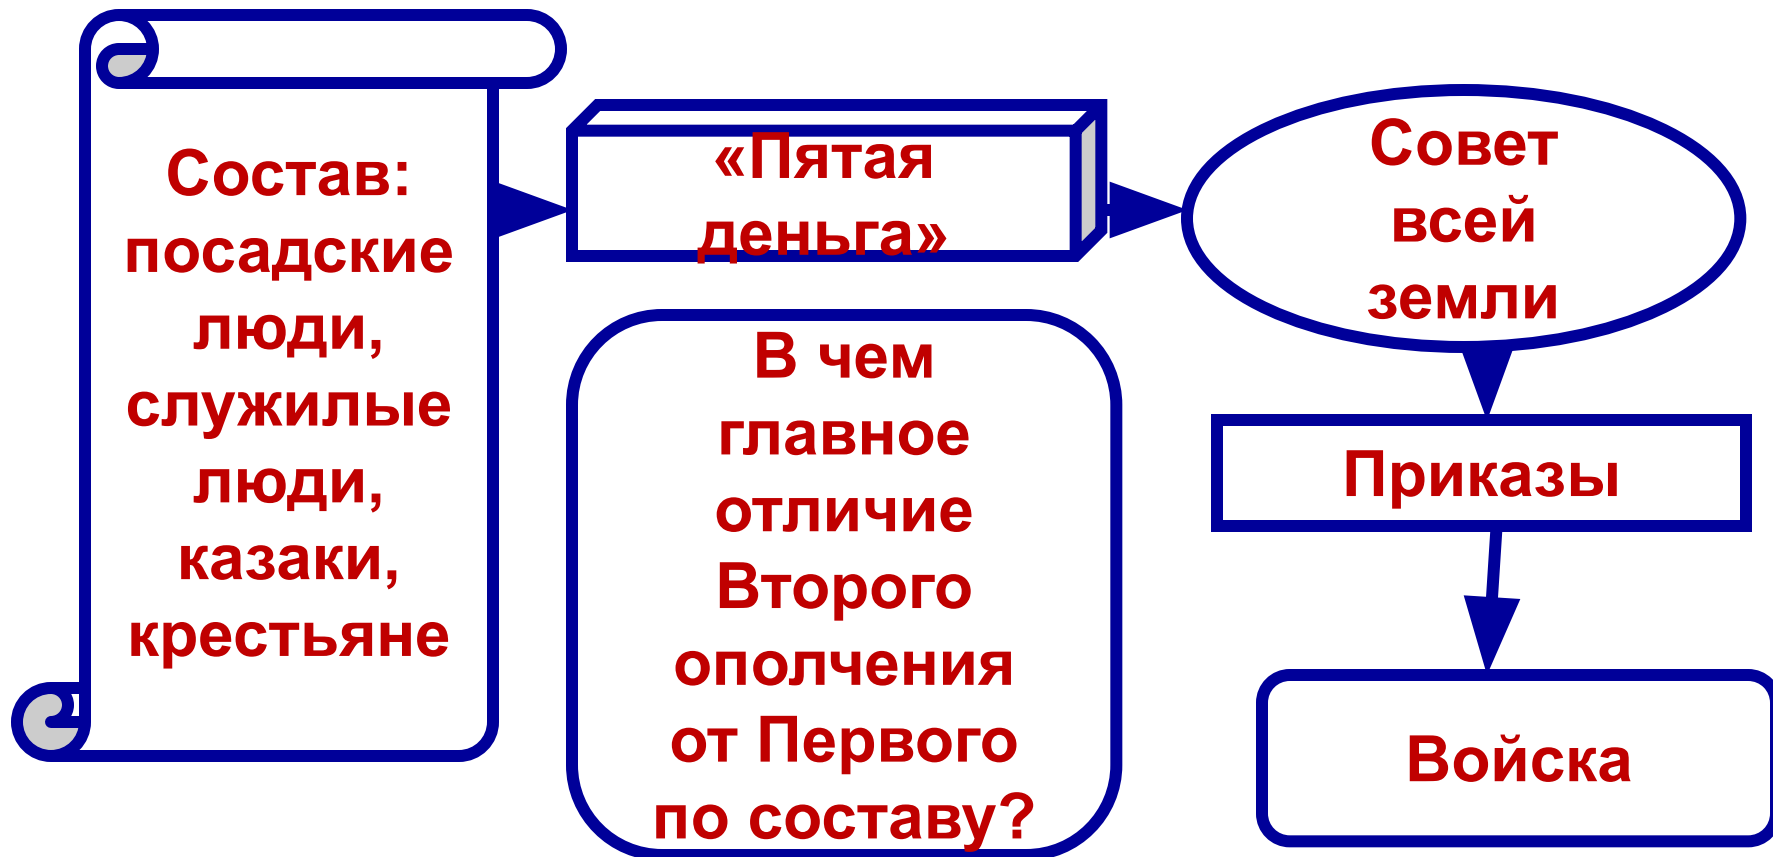 Состав:
посадские
люди,
служилые
люди,
казаки,
крестьяне
«Пятая
деньга»
В чем
главное
отличие
Второго
ополчения
от Первого
по составу?
Совет
всей
земли
Приказы
Войска